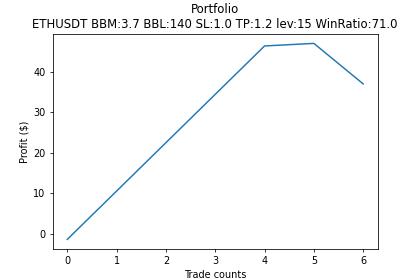 Portfolio
ETHUSDT BBM:3.7 BBL:140 SL:1.0 TP:1.2 lev:15 WinRatio:71.0
Profit ($)
40
30
20
10
0
0 1 2 3 4 5 6
Trade counts